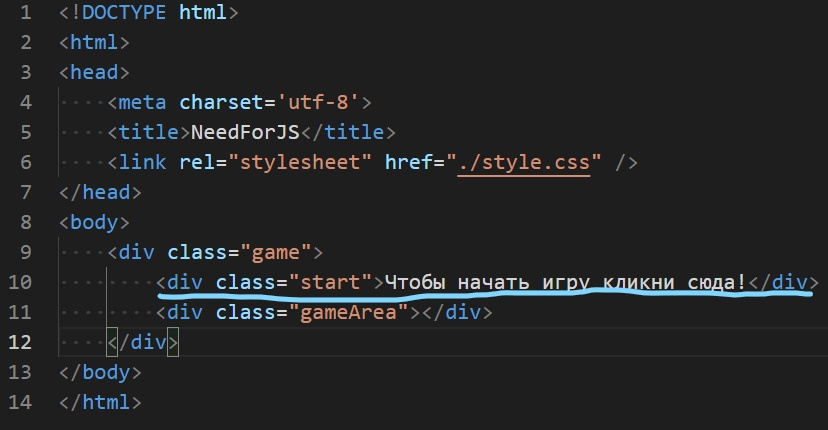 1 <!DOCTYPE html>
2 <html>
3 <head>
4     <meta charset='utf-8'>
5     <title>NeedForJS</title>
6     <link rel="stylesheet" href="./style.css" />
7 </head>
8 <body>
9     <div class="game">
10         <div class="start">Чтобы начать игру кликни сюда!</div>
11         <div class="gameArea"></div>
12     </div>
13 </body>
14 </html>